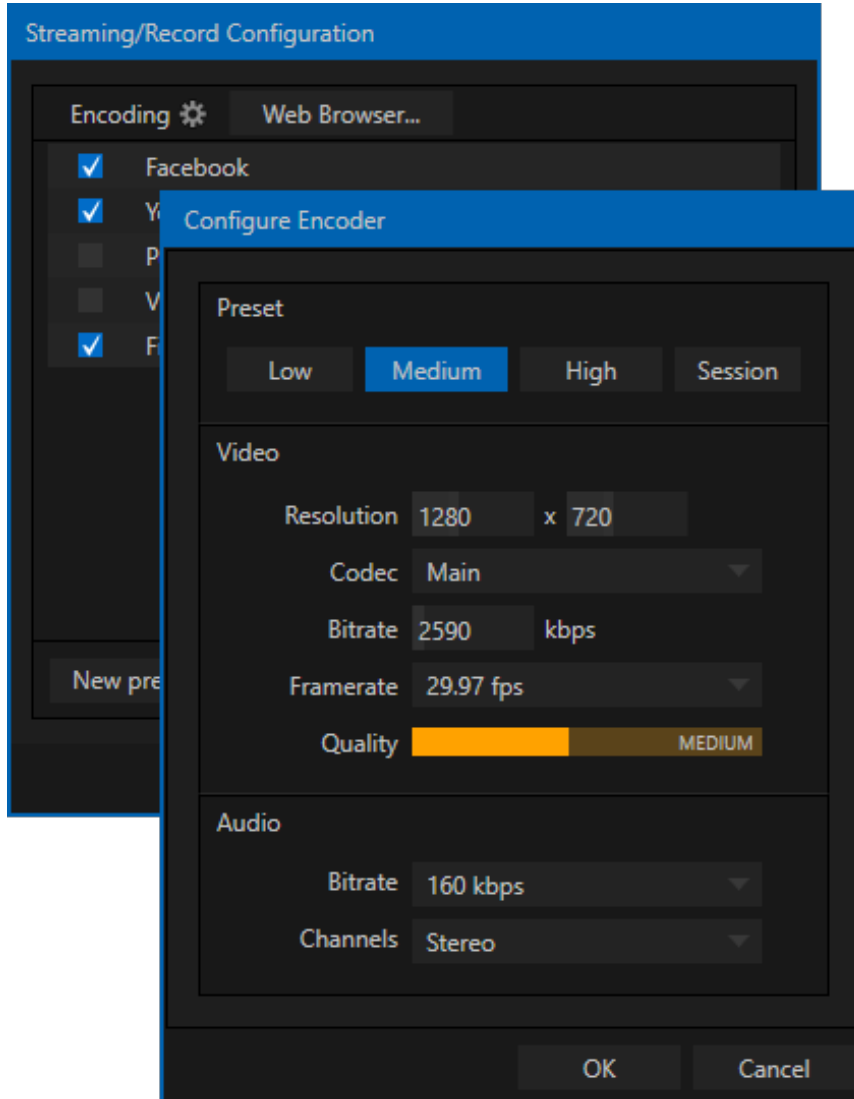 Streaming/Record Configuration
Encoding Web Browser...
Facebook
Configure Encoder
Preset
Low Medium High Session
Video
Resolution 1280 x 720
Codec Main
Bitrate 2590 kbps
New
Framerate 29.97 fps
Quality MEDIUM
Audio
Bitrate 160 kbps
Channels Stereo
OK Cancel